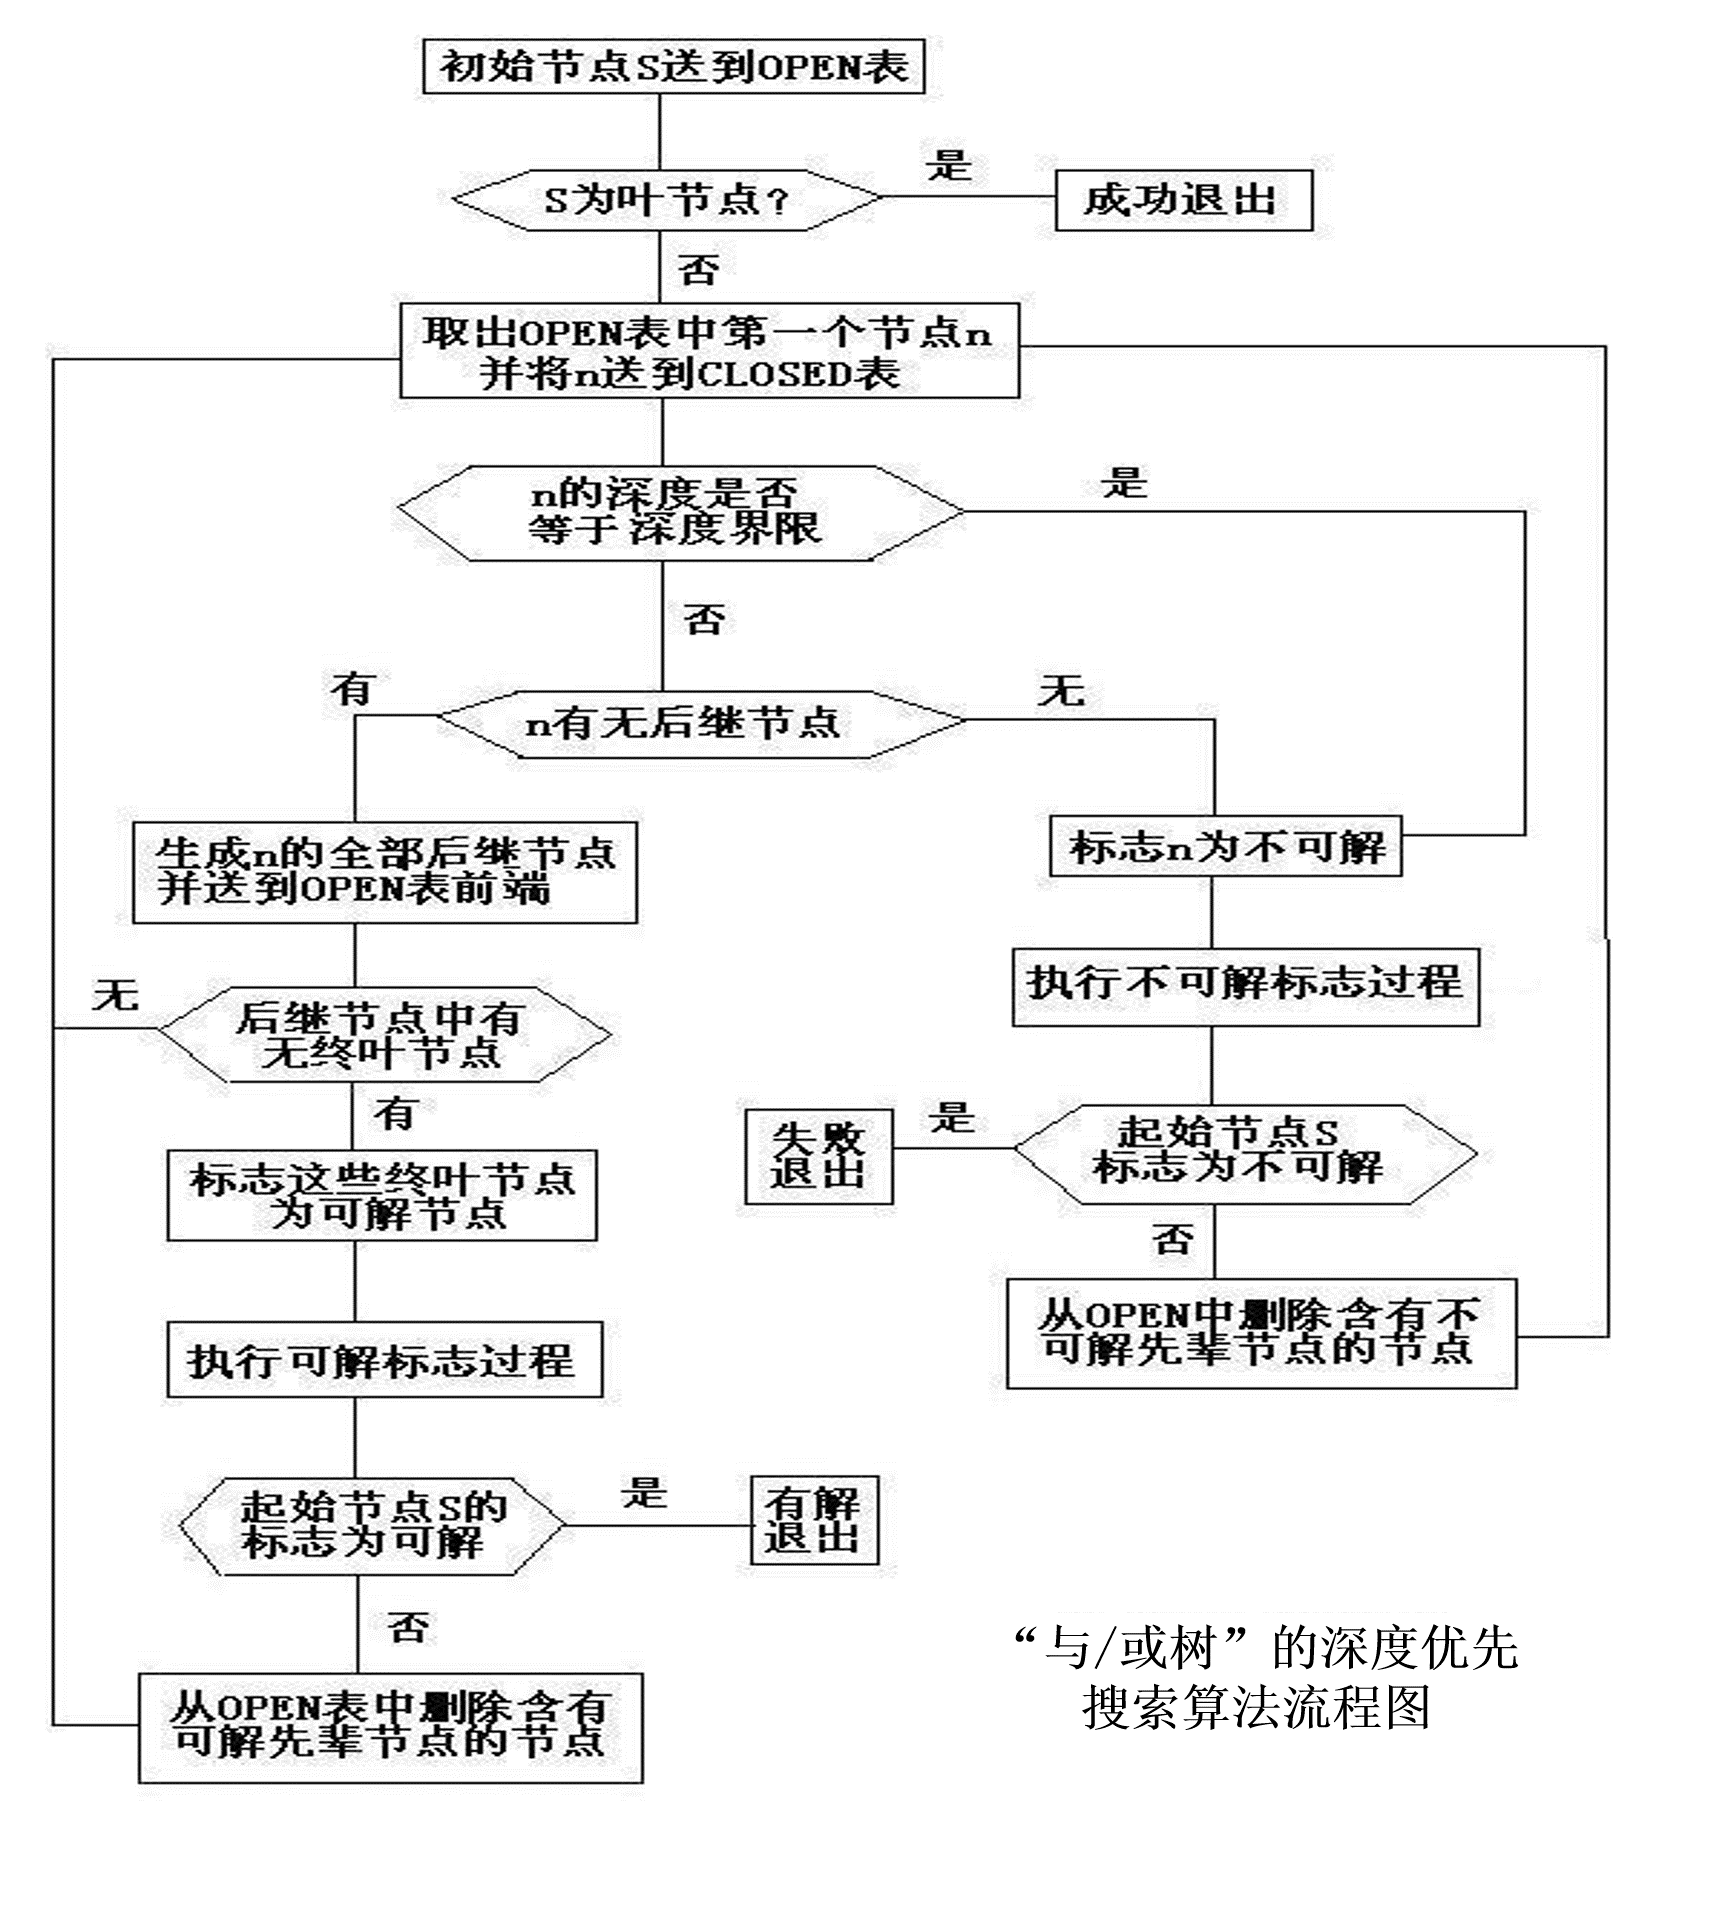 初始节点S送到OPEN表
S为叶节点?
是
成功退出
否
取出OPEN表中第一个节点n
并将n送到CLOSED表
n的深度是否
等于深度界限
是
否
有
n有无后继节点
无
生成n的全部后继节点
并送到OPEN表前端
标志n为不可解
执行不可解标志过程
无
后继节点中有
无终叶节点
有
失败
退出
是
起始节点S
标志为不可解
标志这些终叶节点
为可解节点
否
从OPEN中删除含有不
可解先辈节点的节点
执行可解标志过程
起始节点S的
标志为可解
是
有解
退出
否
从OPEN表中删除含有
可解先辈节点的节点
“与/或树”的深度优先
搜索算法流程图